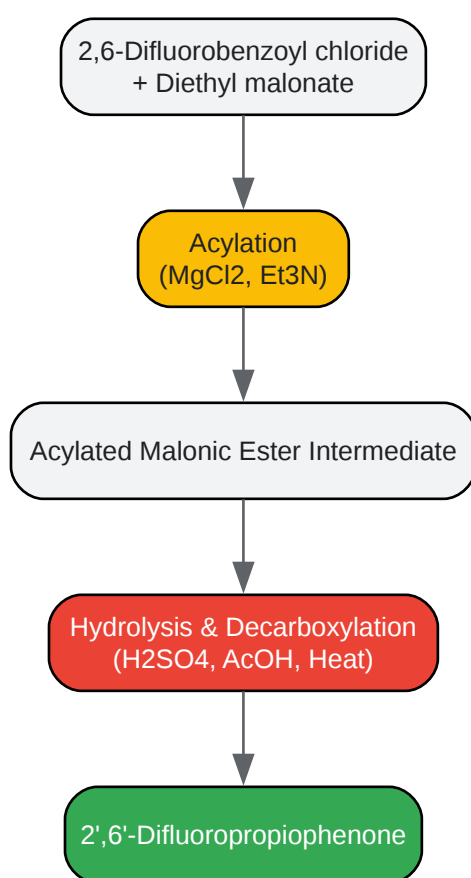 2,6-Difluorobenzoyl chloride
+ Diethyl malonate
Acylation
(MgCl2, Et3N)
Acylated Malonic Ester Intermediate
Hydrolysis & Decarboxylation
(H2SO4, AcOH, Heat)
2',6'-Difluoropropiophenone